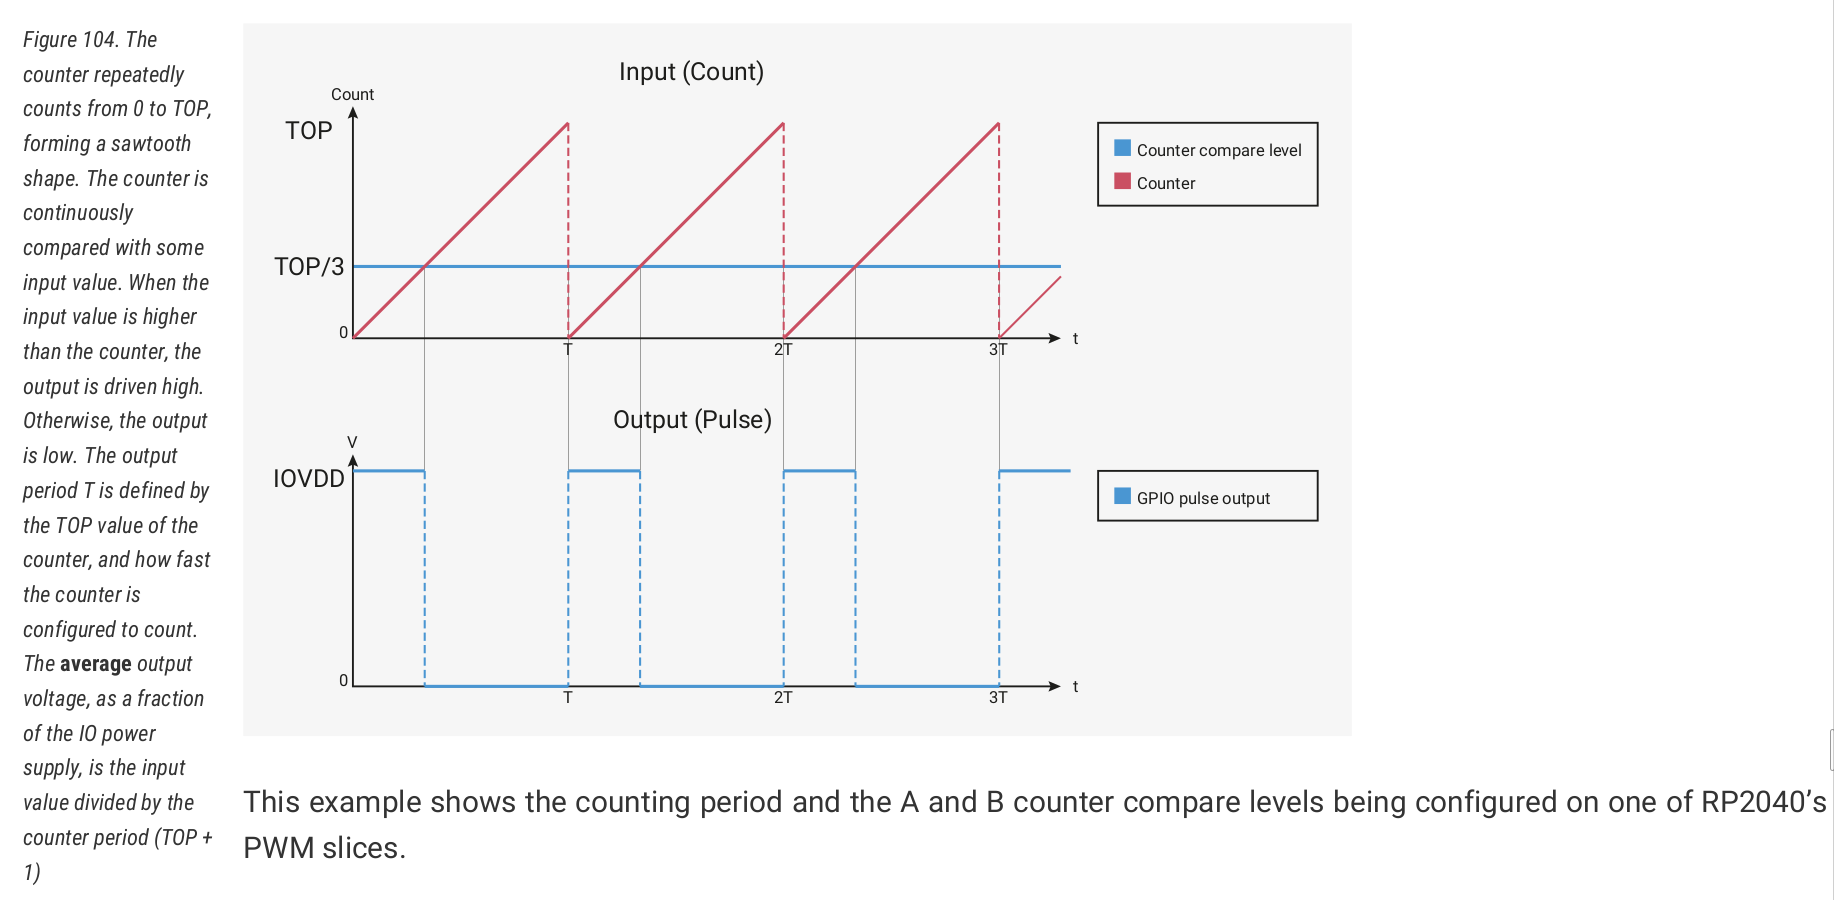 Figure 104. The
counter repeatedly
counts from 0 to TOP,
forming a sawtooth
shape. The counter is
continuously
compared with some
input value. When the
input value is higher
than the counter, the
output is driven high.
Otherwise, the output
is low. The output
period T is defined by
the TOP value of the
counter, and how fast
the counter is
configured to count.
The average output
voltage, as a fraction
of the IO power
supply, is the input
value divided by the
counter period (TOP +
1)
Input (Count)
Count
TOP
TOP/3
0
T
2T
3T
t
Counter compare level
Counter
Output (Pulse)
V
IOVDD
0
T
2T
3T
t
GPIO pulse output
This example shows the counting period and the A and B counter compare levels being configured on one of RP2040’s
PWM slices.